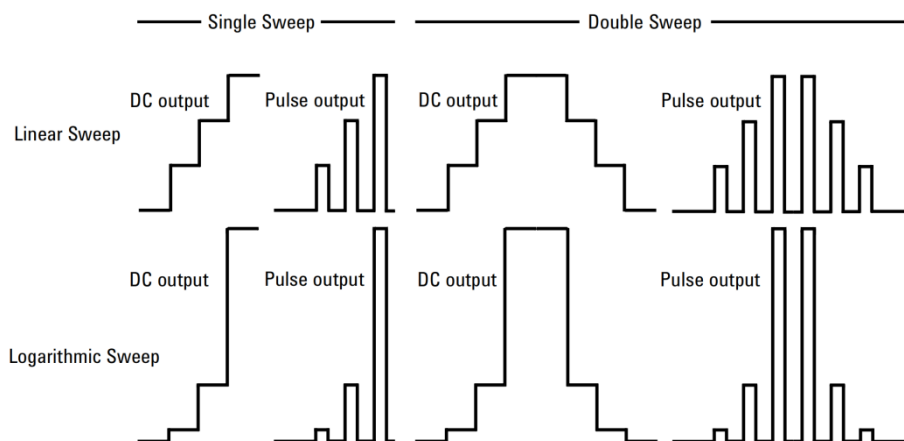 Single Sweep
Double Sweep
DC output
Pulse output
DC output
Pulse output
Linear Sweep
DC output
Pulse output
DC output
Pulse output
Logarithmic Sweep